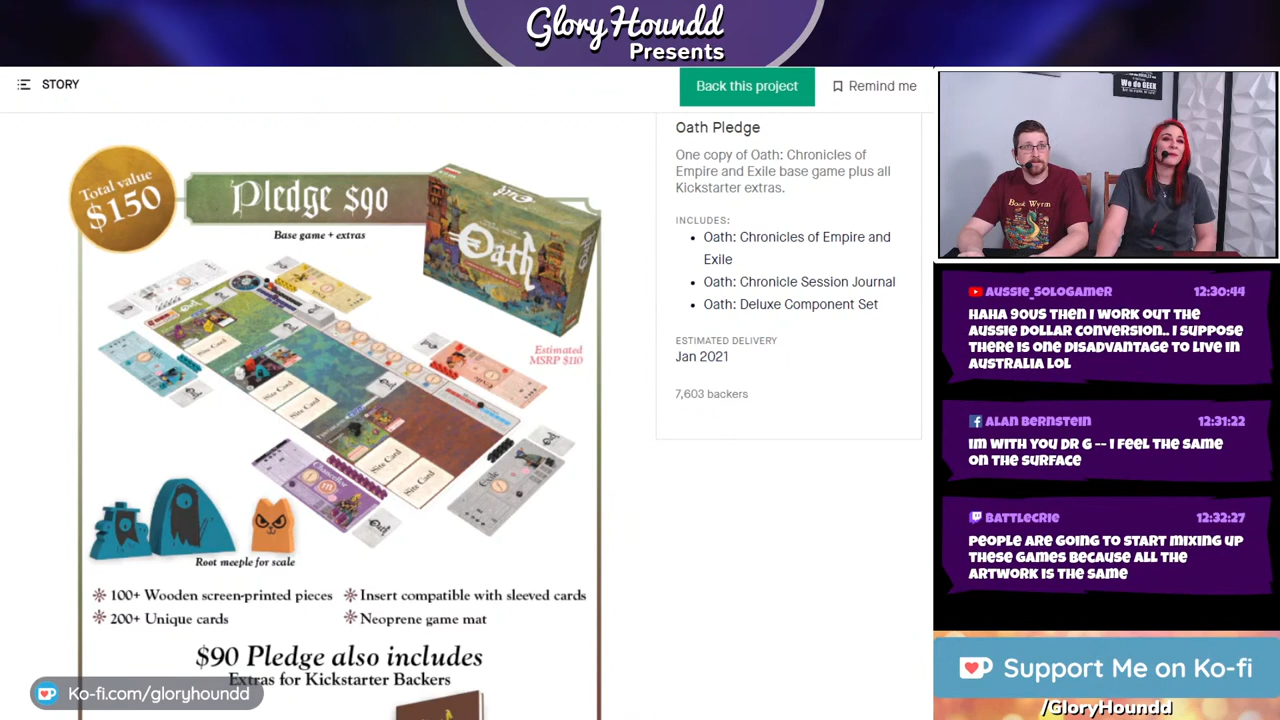 GloryHoundd
Presents
STORY
Back this project
Remind me
We do GEEK
Book Wyrm
Total value
$150
Pledge $90
Base game + extras
Oath
Oath
Estimated
MSRP $110
Site Card
Site Card
Site Card
Site Card
Site Card
Chancellor
Exile
Root meeple for scale
100+ Wooden screen-printed pieces
Insert compatible with sleeved cards
200+ Unique cards
Neoprene game mat
$90 Pledge also includes
Extras for Kickstarter Backers
Ko-fi.com/gloryhoundd
Oath Pledge
One copy of Oath: Chronicles of
Empire and Exile base game plus all
Kickstarter extras.
INCLUDES:
Oath: Chronicles of Empire and
Exile
Oath: Chronicle Session Journal
Oath: Deluxe Component Set
ESTIMATED DELIVERY
Jan 2021
7,603 backers
Aussie_SoloGamer 12:30:44
Haha 90us then I work out the
Aussie dollar conversion.. I suppose
there is one disadvantage to live in
Australia lol
Alan Bernstein 12:31:22
Im with you Dr G -- I feel the same
on the surface
Battlecrie 12:32:27
People are going to start mixing up
these games because all the
artwork is the same
Support Me on Ko-fi
/GloryHoundd